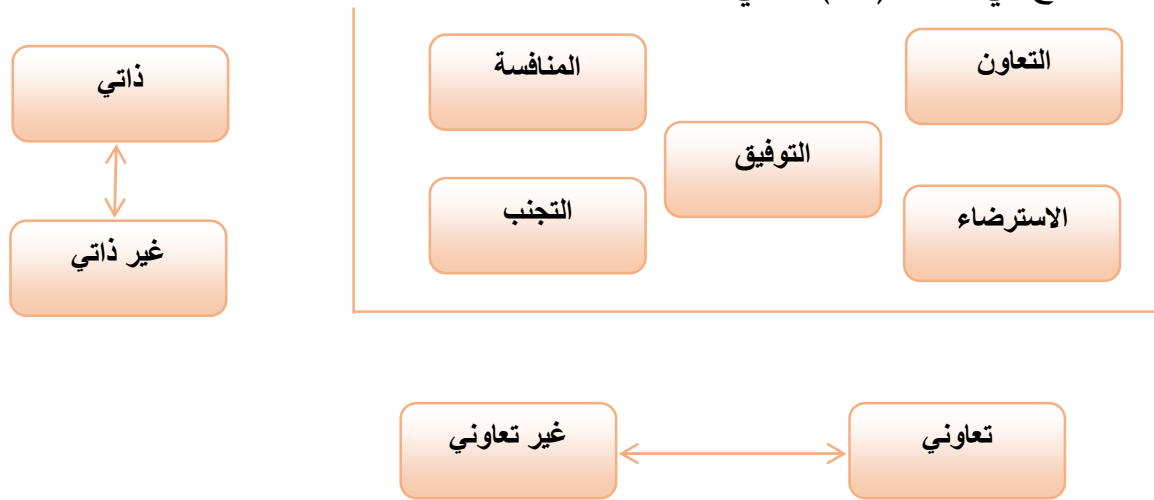 التعاون
المنافسة
ذاتي
التوفيق
الاسترضاء
التجنب
غير ذاتي
تعاوني
غير تعاوني